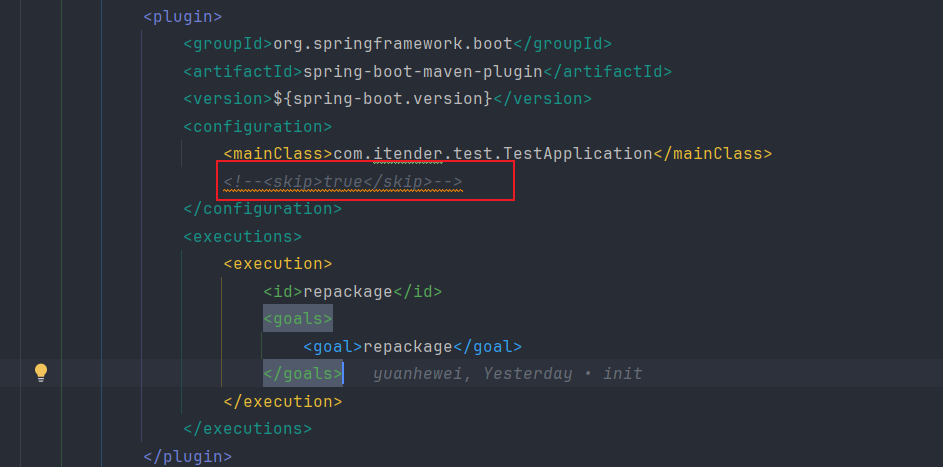 <plugin>
<groupId>org.springframework.boot</groupId>
<artifactId>spring-boot-maven-plugin</artifactId>
<version>${spring-boot.version}</version>
<configuration>
<mainClass>com.itender.test.TestApplication</mainClass>
<!--<skip>true</skip>-->
</configuration>
<executions>
<execution>
<id>repackage</id>
<goals>
<goal>repackage</goal>
</goals> yuanhewei, Yesterday • init
</execution>
</executions>
</plugin>